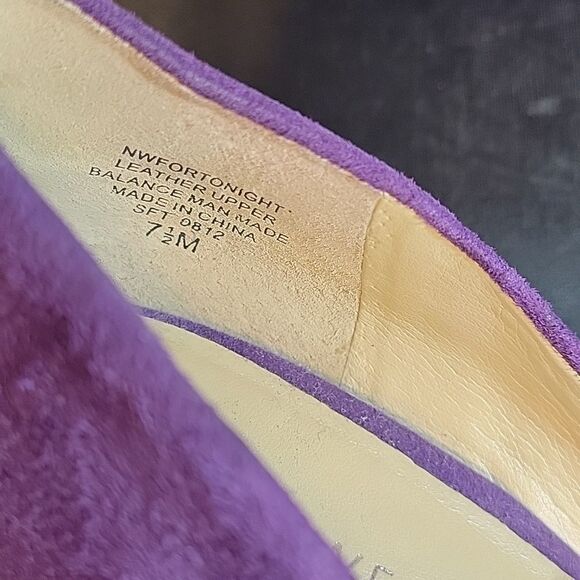 NWFORTONIGHT
LEATHER UPPER
BALANCE MAN MADE
MADE IN CHINA
SFT 0812
7½M